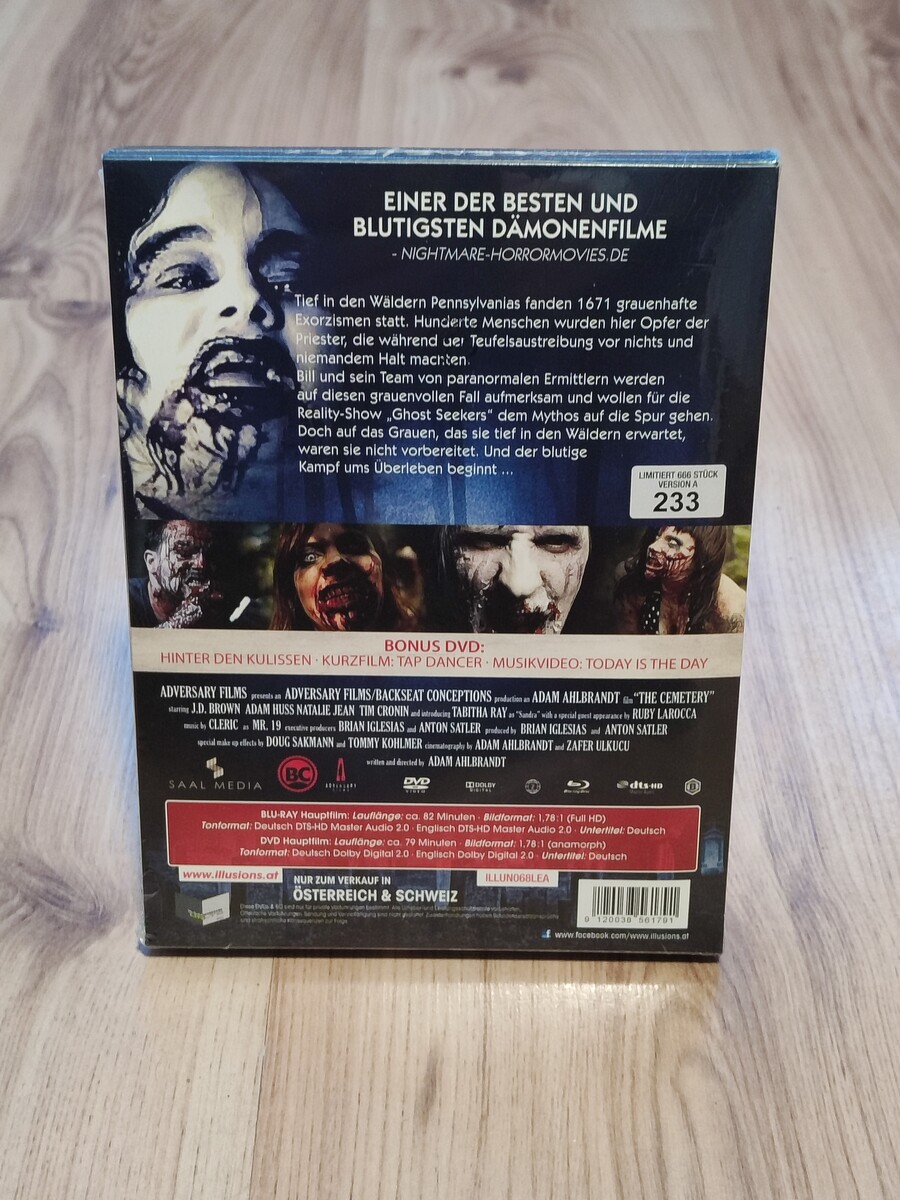 EINER DER BESTEN UND
BLUTIGSTEN DÄMONENFILME
- NIGHTMARE-HORRORMOVIES.DE
Tief in den Wäldern Pennsylvanias fanden 1671 grauenhafte
Exorzismen statt. Hunderte Menschen wurden hier Opfer der
Priester, die während der Teufelsaustreibung vor nichts und
niemandem Halt machten.
Bill und sein Team von paranormalen Ermittlern werden
auf diesen grauenvollen Fall aufmerksam und wollen für die
Reality-Show „Ghost Seekers" dem Mythos auf die Spur gehen.
Doch auf das Grauen, das sie tief in den Wäldern erwartet,
waren sie nicht vorbereitet. Und der blutige
Kampf ums Überleben beginnt ...
LIMITIERT 666 STÜCK
VERSION A
233
BONUS DVD:
HINTER DEN KULISSEN · KURZFILM: TAP DANCER · MUSIKVIDEO: TODAY IS THE DAY
ADVERSARY FILMS presents an ADVERSARY FILMS/BACKSEAT CONCEPTIONS production an ADAM AHLBRANDT film "THE CEMETERY"
starring J.D. BROWN ADAM HUSS NATALIE JEAN TIM CRONIN and introducing TABITHA RAY as "Sandra" with a special guest appearance by RUBY LAROCCA
music by CLERIC as MR. 19 executive producers BRIAN IGLESIAS and ANTON SATLER produced by BRIAN IGLESIAS and ANTON SATLER
special make up effects by DOUG SAKMANN and TOMMY KOHLMER cinematography by ADAM AHLBRANDT and ZAFER ULKUCU
written and directed by ADAM AHLBRANDT
SAAL MEDIA
BC
ADVERSARY
FILMS
DVD
VIDEO
DOLBY
DIGITAL
Blu-ray Disc
dts-HD
BLU-RAY Hauptfilm: Lauflänge: ca. 82 Minuten · Bildformat: 1,78:1 (Full HD)
Tonformat: Deutsch DTS-HD Master Audio 2.0 · Englisch DTS-HD Master Audio 2.0 · Untertitel: Deutsch
DVD Hauptfilm: Lauflänge: ca. 79 Minuten · Bildformat: 1,78:1 (anamorph)
Tonformat: Deutsch Dolby Digital 2.0 · Englisch Dolby Digital 2.0 · Untertitel: Deutsch
www.illusions.at
NUR ZUM VERKAUF IN
ÖSTERREICH & SCHWEIZ
ILLUN068LEA
9 120038 561791
f www.facebook.com/www.illusions.at